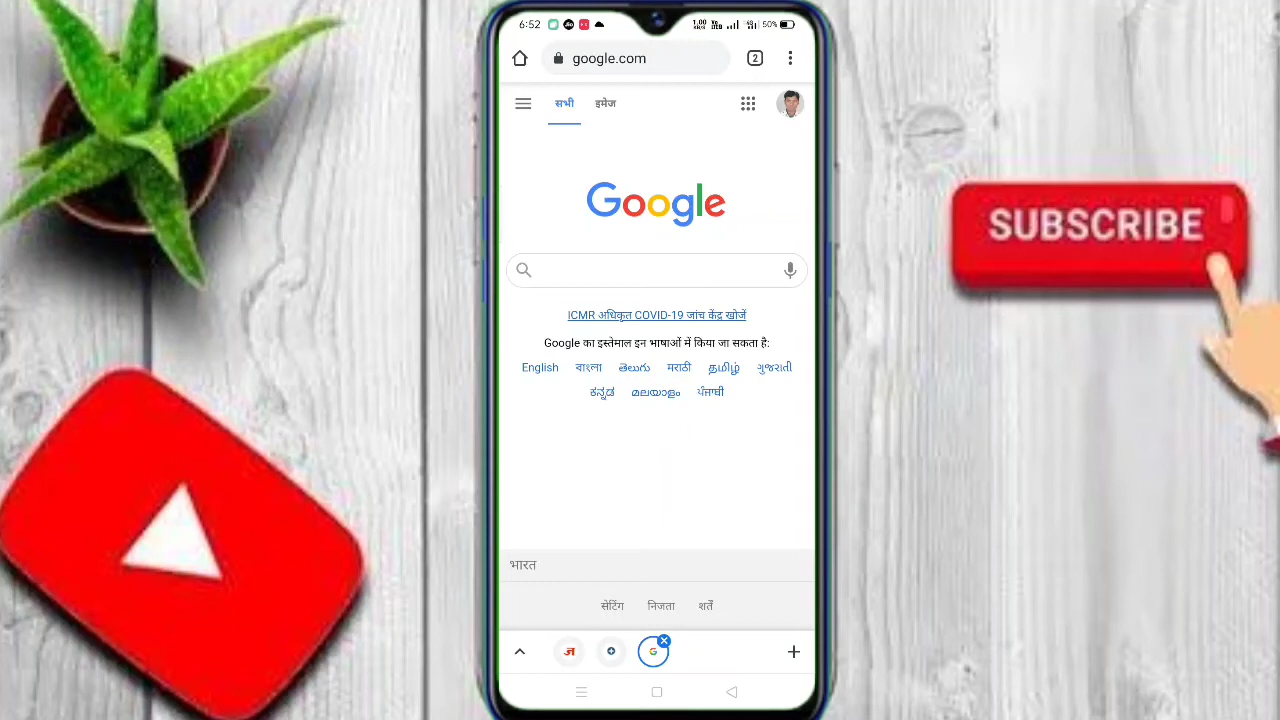 6:52
50%
google.com
2
सभी इमेज
Google
SUBSCRIBE
ICMR अधिकृत COVID-19 जांच केंद्र खोजें
Google का इस्तेमाल इन भाषाओं में किया जा सकता है:
English বাংলা తెలుగు मराठी தமிழ் ગુજરાતી
ಕನ್ನಡ മലയാളം ਪੰਜਾਬੀ
भारत
सेटिंग निजता शर्तें